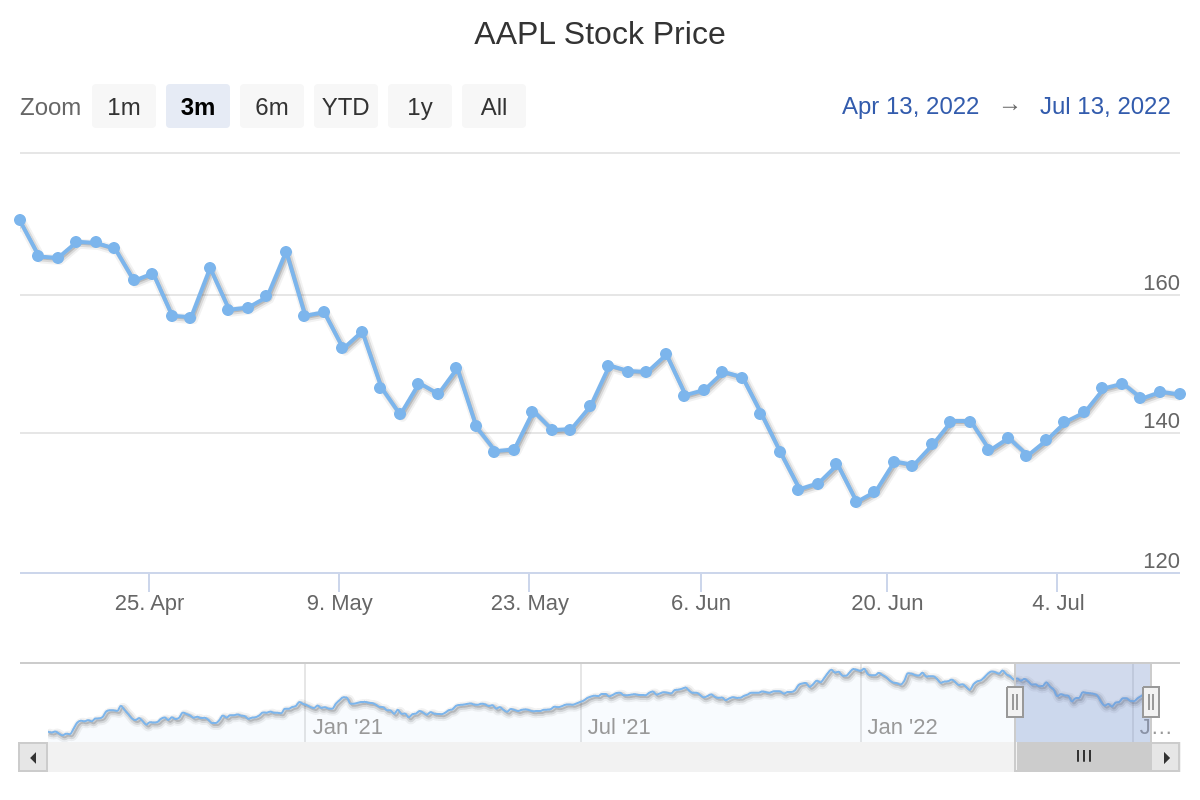 AAPL Stock Price
Zoom 1m 3m 6m YTD 1y All Apr 13, 2022 → Jul 13, 2022
160
140
120
25. Apr 9. May 23. May 6. Jun 20. Jun 4. Jul
Jan '21 Jul '21 Jan '22 J…